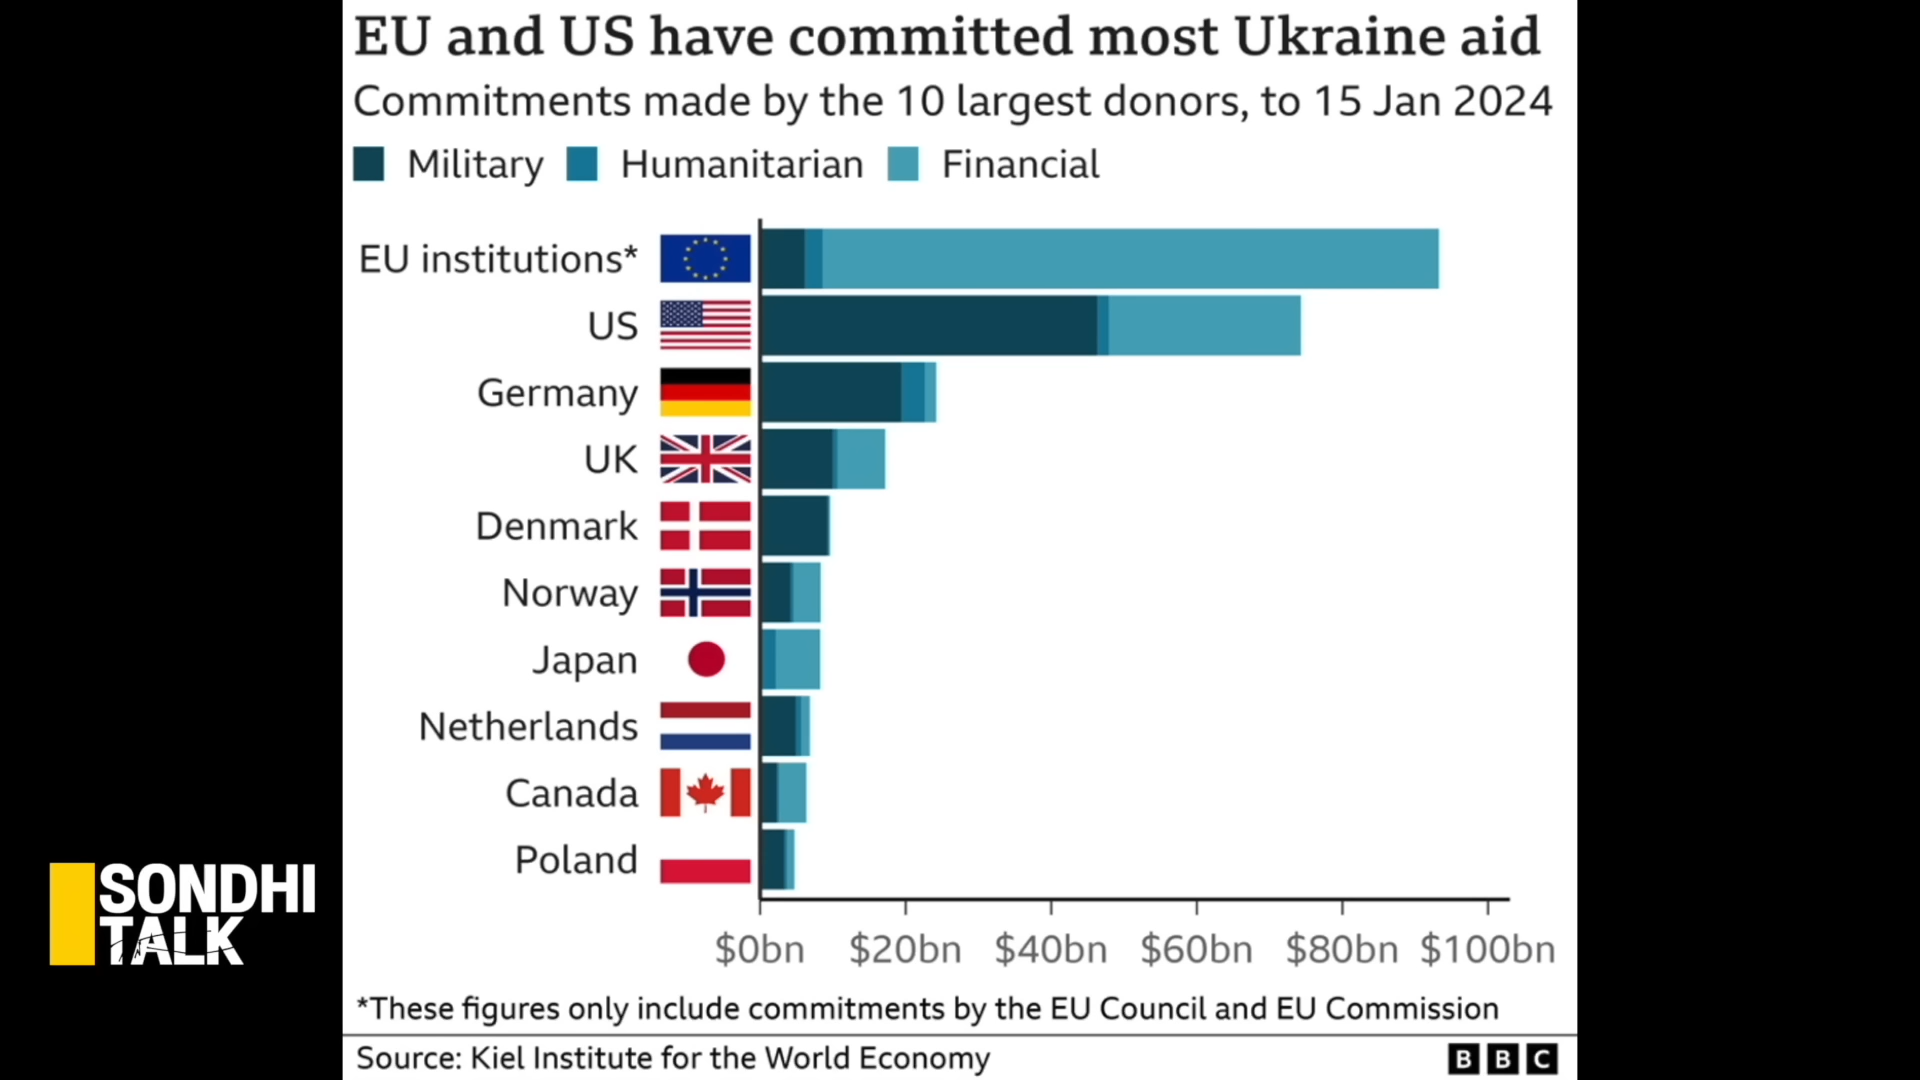 EU and US have committed most Ukraine aid
Commitments made by the 10 largest donors, to 15 Jan 2024
Military Humanitarian Financial
EU institutions*
US
Germany
UK
Denmark
Norway
Japan
Netherlands
Canada
Poland
$0bn $20bn $40bn $60bn $80bn $100bn
*These figures only include commitments by the EU Council and EU Commission
Source: Kiel Institute for the World Economy
BBC
SONDHI
TALK